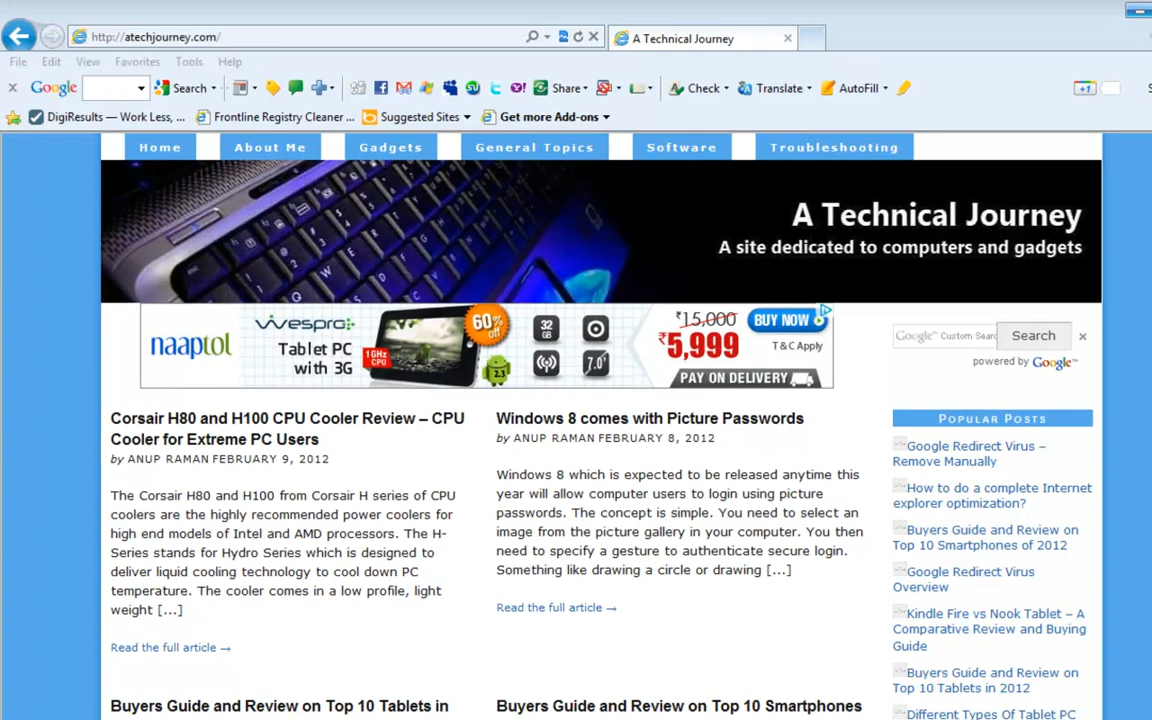 http://atechjourney.com/
A Technical Journey
File Edit View Favorites Tools Help
Google Search Share Check Translate AutoFill +1
DigiResults — Work Less, ... Frontline Registry Cleaner ... Suggested Sites Get more Add-ons
Home About Me Gadgets General Topics Software Troubleshooting
A Technical Journey
A site dedicated to computers and gadgets
naaptol
wespro
Tablet PC
with 3G
1GHz
CPU
60%
off
2.3
32
GB
7.0"
₹15,000
₹5,999
BUY NOW
T & C Apply
PAY ON DELIVERY
Google™ Custom Searc Search
powered by Google™
Corsair H80 and H100 CPU Cooler Review – CPU
Cooler for Extreme PC Users
by ANUP RAMAN FEBRUARY 9, 2012
The Corsair H80 and H100 from Corsair H series of CPU
coolers are the highly recommended power coolers for
high end models of Intel and AMD processors. The H-
Series stands for Hydro Series which is designed to
deliver liquid cooling technology to cool down PC
temperature. The cooler comes in a low profile, light
weight [...]
Read the full article →
Buyers Guide and Review on Top 10 Tablets in
Windows 8 comes with Picture Passwords
by ANUP RAMAN FEBRUARY 8, 2012
Windows 8 which is expected to be released anytime this
year will allow computer users to login using picture
passwords. The concept is simple. You need to select an
image from the picture gallery in your computer. You then
need to specify a gesture to authenticate secure login.
Something like drawing a circle or drawing [...]
Read the full article →
Buyers Guide and Review on Top 10 Smartphones
Popular Posts
Google Redirect Virus –
Remove Manually
How to do a complete Internet
explorer optimization?
Buyers Guide and Review on
Top 10 Smartphones of 2012
Google Redirect Virus
Overview
Kindle Fire vs Nook Tablet – A
Comparative Review and Buying
Guide
Buyers Guide and Review on
Top 10 Tablets in 2012
Different Types Of Tablet PC